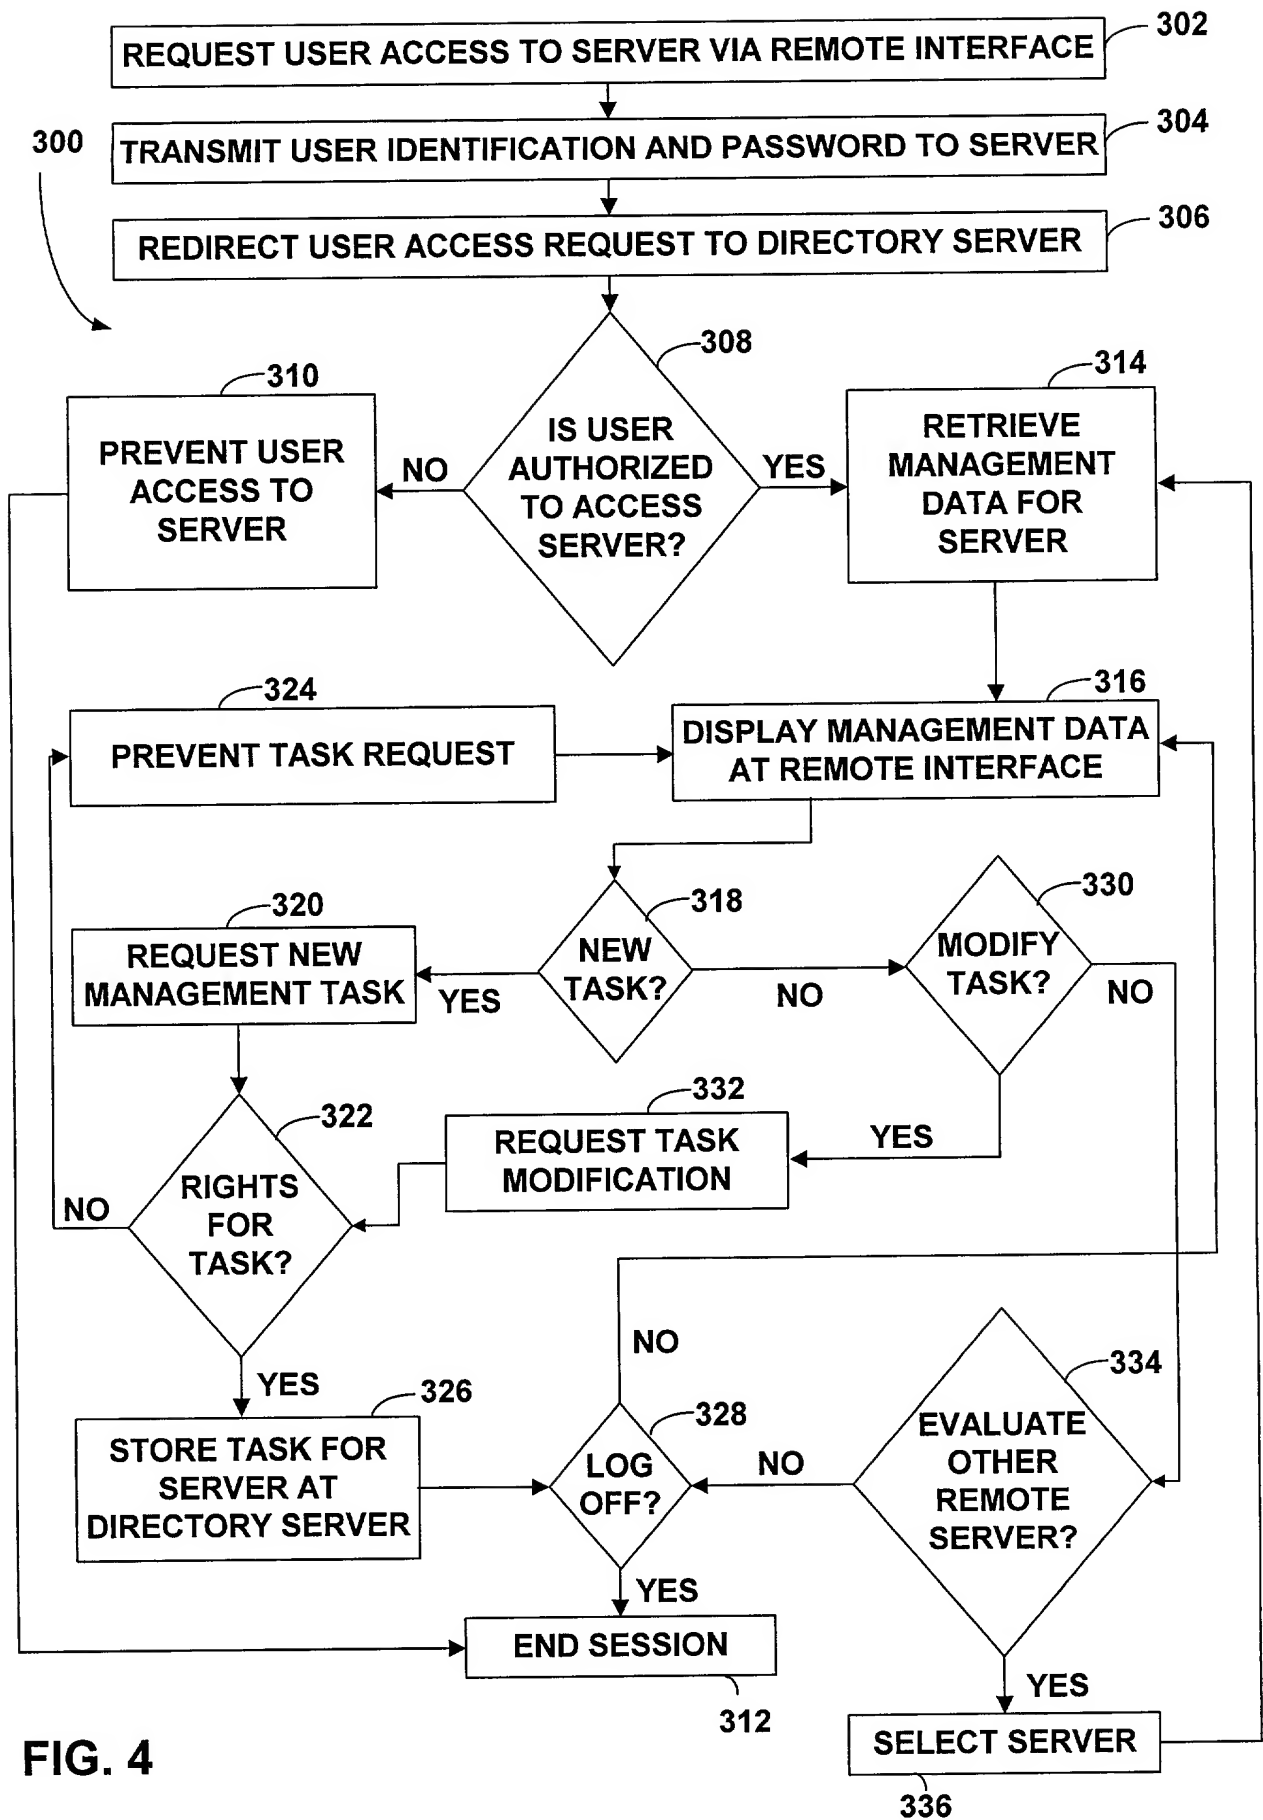 REQUEST USER ACCESS TO SERVER VIA REMOTE INTERFACE
302
TRANSMIT USER IDENTIFICATION AND PASSWORD TO SERVER
304
300
REDIRECT USER ACCESS REQUEST TO DIRECTORY SERVER
306
308
IS USER
AUTHORIZED
TO ACCESS
SERVER?
310
PREVENT USER
ACCESS TO
SERVER
NO
YES
314
RETRIEVE
MANAGEMENT
DATA FOR
SERVER
324
PREVENT TASK REQUEST
316
DISPLAY MANAGEMENT DATA
AT REMOTE INTERFACE
320
REQUEST NEW
MANAGEMENT TASK
YES
318
NEW
TASK?
NO
330
MODIFY
TASK?
NO
322
RIGHTS
FOR
TASK?
NO
332
REQUEST TASK
MODIFICATION
YES
YES
326
STORE TASK FOR
SERVER AT
DIRECTORY SERVER
NO
328
LOG
OFF?
NO
334
EVALUATE
OTHER
REMOTE
SERVER?
YES
END SESSION
312
YES
SELECT SERVER
336
FIG. 4